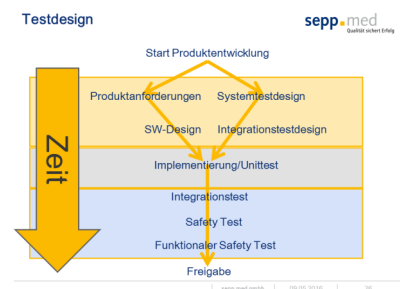 Testdesign
sepp.med
Qualität sichert Erfolg
Start Produktentwicklung
Produktanforderungen Systemtestdesign
SW-Design Integrationstestdesign
Zeit
Implementierung/Unittest
Integrationstest
Safety Test
Funktionaler Safety Test
Freigabe